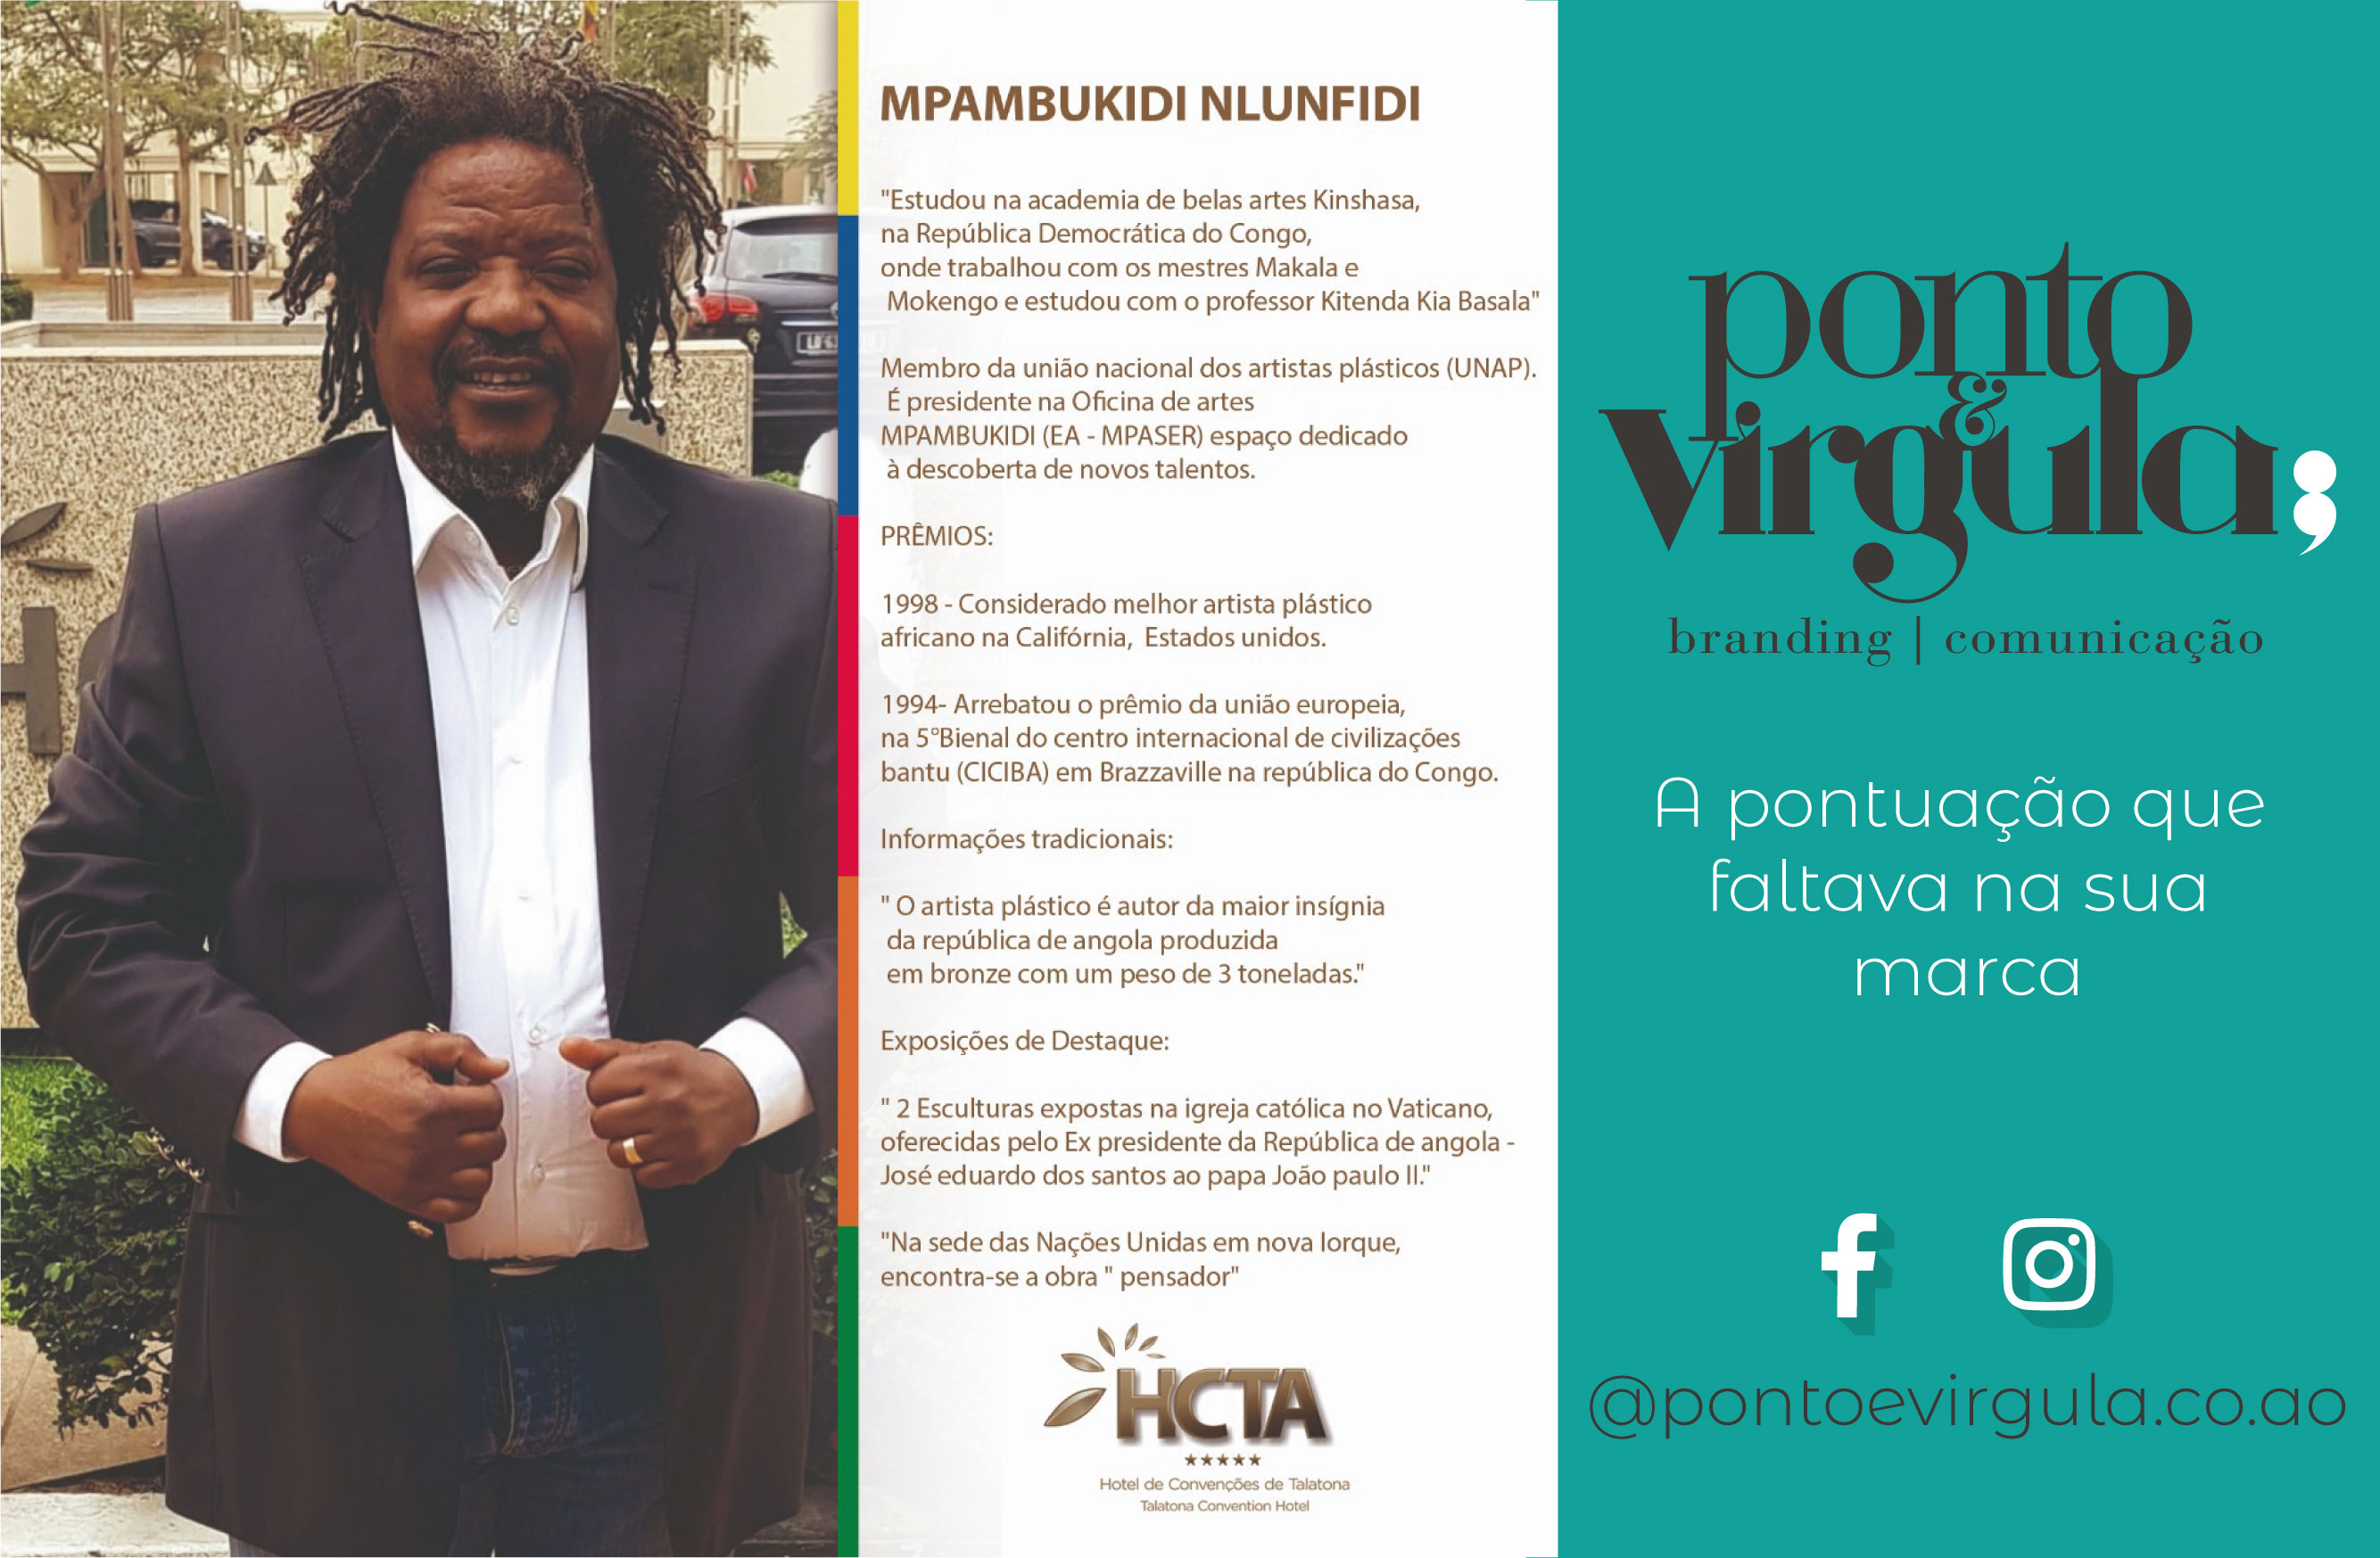 MPAMBUKIDI NLUNFIDI
"Estudou na academia de belas artes Kinshasa,
na República Democrática do Congo,
onde trabalhou com os mestres Makala e
Mokengo e estudou com o professor Kitenda Kia Basala"
Membro da união nacional dos artistas plásticos (UNAP).
É presidente na Oficina de artes
MPAMBUKIDI (EA - MPASER) espaço dedicado
à descoberta de novos talentos.
PRÊMIOS:
1998 - Considerado melhor artista plástico
africano na Califórnia, Estados unidos.
1994- Arrebatou o prêmio da união europeia,
na 5°Bienal do centro internacional de civilizações
bantu (CICIBA) em Brazzaville na república do Congo.
Informações tradicionais:
" O artista plástico é autor da maior insígnia
da república de angola produzida
em bronze com um peso de 3 toneladas."
Exposições de Destaque:
" 2 Esculturas expostas na igreja católica no Vaticano,
oferecidas pelo Ex presidente da República de angola -
José eduardo dos santos ao papa João paulo II."
"Na sede das Nações Unidas em nova Iorque,
encontra-se a obra " pensador"
HCTA
Hotel de Convenções de Talatona
Talatona Convention Hotel
ponto
&
virgula;
branding | comunicação
A pontuação que
faltava na sua
marca
@pontoevirgula.co.ao